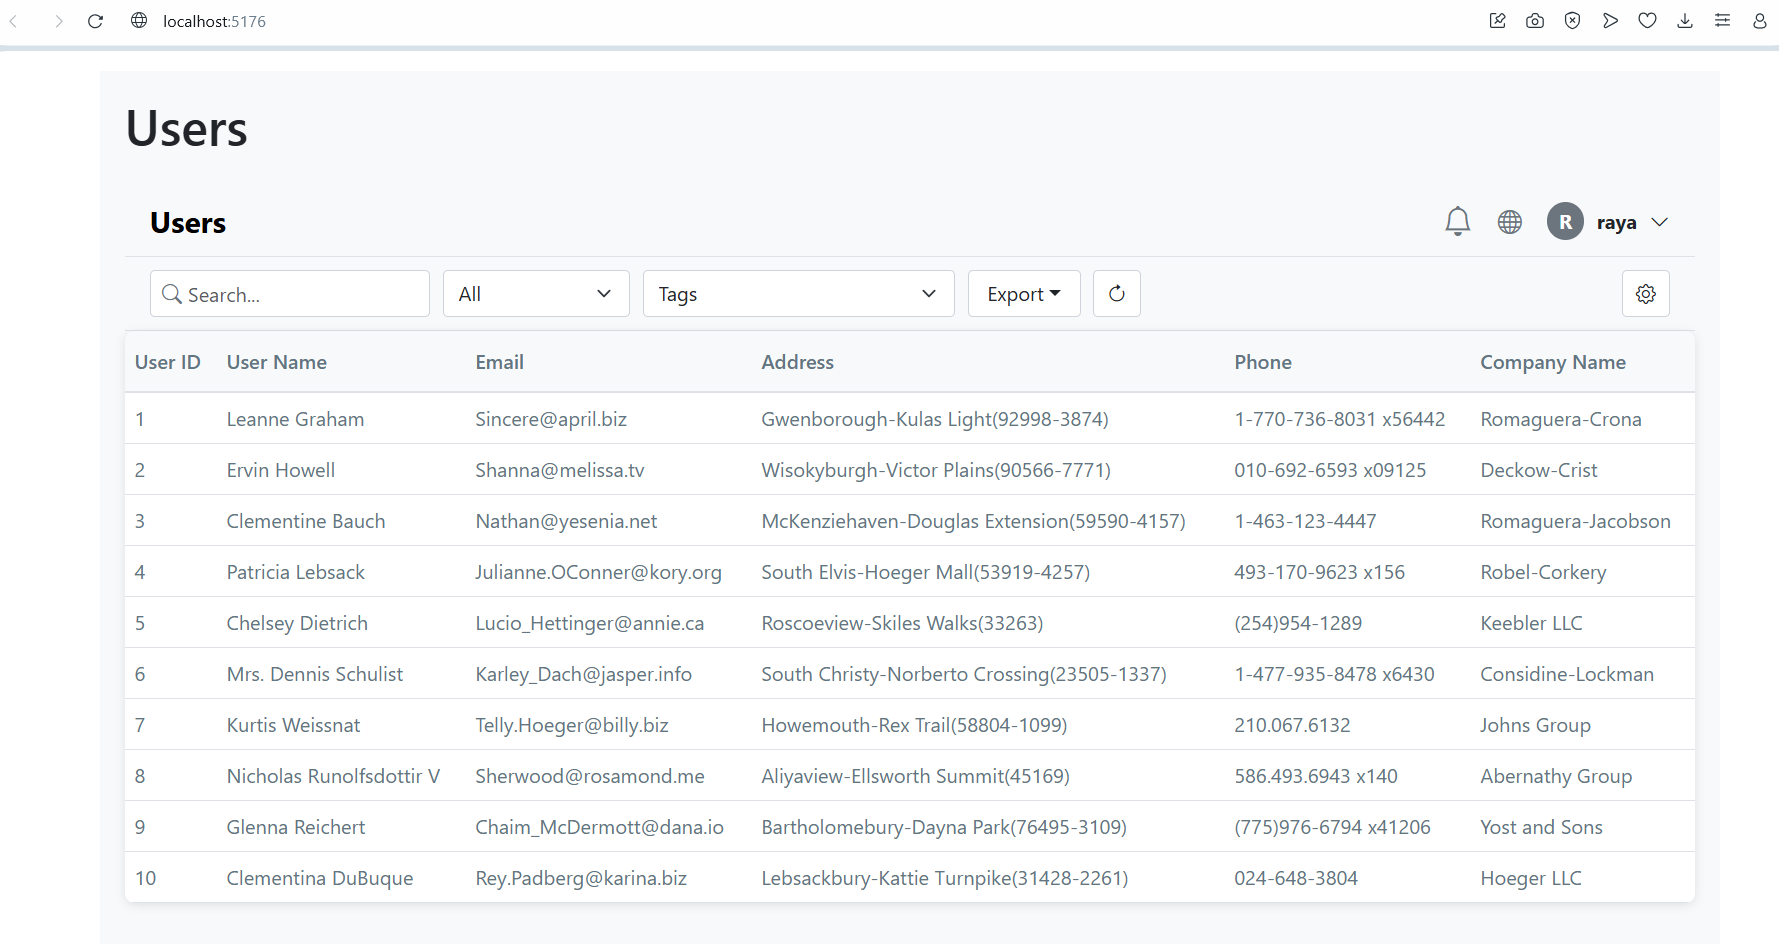 localhost:5176
Users
Users
R raya
Search... All Tags Export
User ID User Name Email Address Phone Company Name
1 Leanne Graham Sincere@april.biz Gwenborough-Kulas Light(92998-3874) 1-770-736-8031 x56442 Romaguera-Crona
2 Ervin Howell Shanna@melissa.tv Wisokyburgh-Victor Plains(90566-7771) 010-692-6593 x09125 Deckow-Crist
3 Clementine Bauch Nathan@yesenia.net McKenziehaven-Douglas Extension(59590-4157) 1-463-123-4447 Romaguera-Jacobson
4 Patricia Lebsack Julianne.OConner@kory.org South Elvis-Hoeger Mall(53919-4257) 493-170-9623 x156 Robel-Corkery
5 Chelsey Dietrich Lucio_Hettinger@annie.ca Roscoeview-Skiles Walks(33263) (254)954-1289 Keebler LLC
6 Mrs. Dennis Schulist Karley_Dach@jasper.info South Christy-Norberto Crossing(23505-1337) 1-477-935-8478 x6430 Considine-Lockman
7 Kurtis Weissnat Telly.Hoeger@billy.biz Howemouth-Rex Trail(58804-1099) 210.067.6132 Johns Group
8 Nicholas Runolfsdottir V Sherwood@rosamond.me Aliyaview-Ellsworth Summit(45169) 586.493.6943 x140 Abernathy Group
9 Glenna Reichert Chaim_McDermott@dana.io Bartholomebury-Dayna Park(76495-3109) (775)976-6794 x41206 Yost and Sons
10 Clementina DuBuque Rey.Padberg@karina.biz Lebsackbury-Kattie Turnpike(31428-2261) 024-648-3804 Hoeger LLC